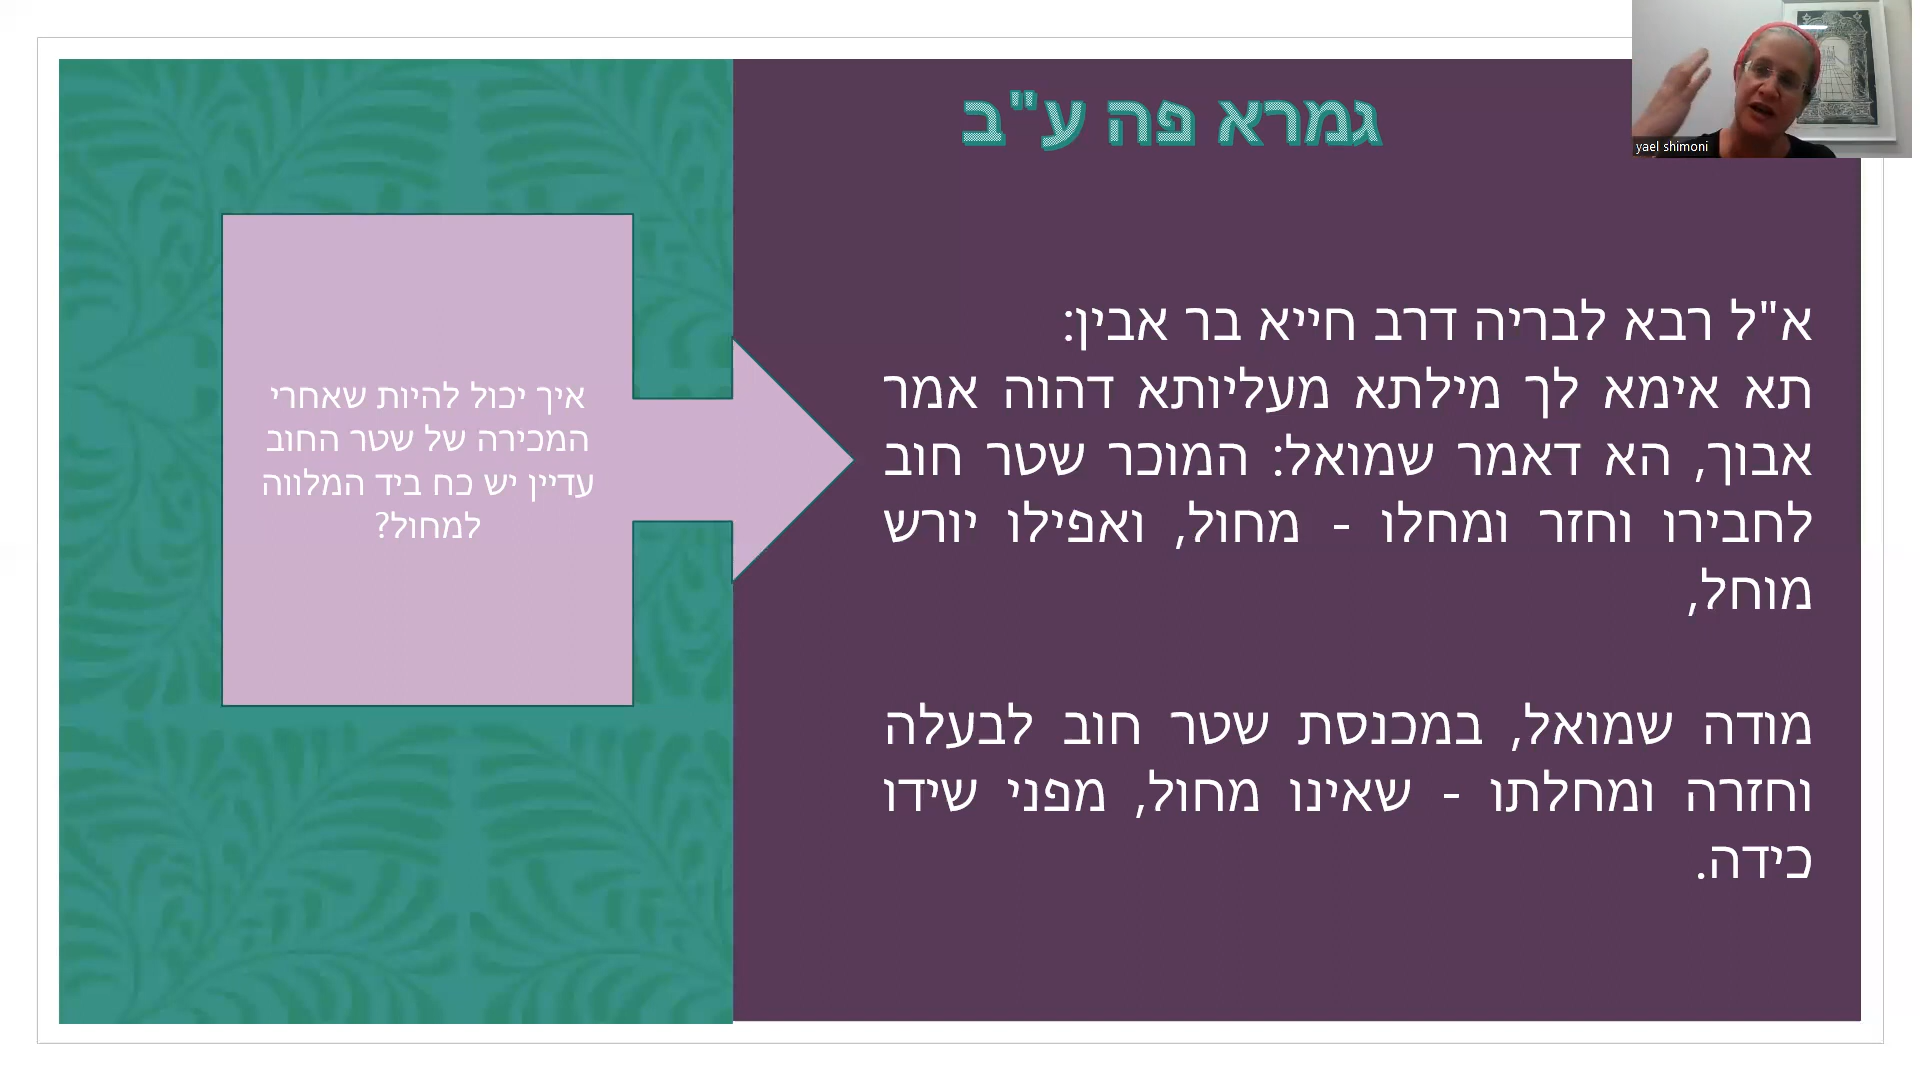 גמרא פה ע"ב
א"ל רבא לבריה דרב חייא בר אבין:
תא אימא לך מילתא מעליותא דהוה אמר
אבוך, הא דאמר שמואל: המוכר שטר חוב
לחבירו וחזר ומחלו - מחול, ואפילו יורש
מוחל,
מודה שמואל, במכנסת שטר חוב לבעלה
וחזרה ומחלתו - שאינו מחול, מפני שידו
כידה.
איך יכול להיות שאחרי
המכירה של שטר החוב
עדיין יש כח ביד המלווה
למחול?
yael shimoni